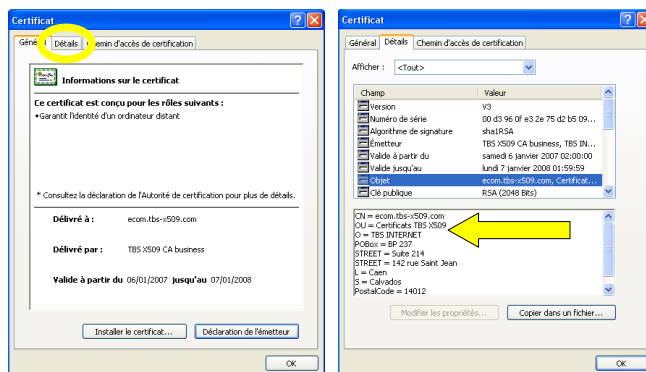 Certificat
Général Détails Chemin d'accès de certification
Informations sur le certificat
Ce certificat est conçu pour les rôles suivants :
•Garantit l'identité d'un ordinateur distant
* Consultez la déclaration de l'Autorité de certification pour plus de détails.
Délivré à : ecom.tbs-x509.com
Délivré par : TBS X509 CA business
Valide à partir du 06/01/2007 jusqu'au 07/01/2008
Installer le certificat... Déclaration de l'émetteur
OK
Certificat
Général Détails Chemin d'accès de certification
Afficher : <Tout>
Champ Valeur
Version V3
Numéro de série 00 d3 96 0f e3 2e 75 d2 b5 09...
Algorithme de signature sha1RSA
Émetteur TBS X509 CA business, TBS IN...
Valide à partir du samedi 6 janvier 2007 02:00:00
Valide jusqu'au lundi 7 janvier 2008 01:59:59
Objet ecom.tbs-x509.com, Certificat...
Clé publique RSA (2048 Bits)
CN = ecom.tbs-x509.com
OU = Certificats TBS X509
O = TBS INTERNET
POBox = BP 237
STREET = Suite 214
STREET = 142 rue Saint Jean
L = Caen
S = Calvados
PostalCode = 14012
Modifier les propriétés... Copier dans un fichier...
OK